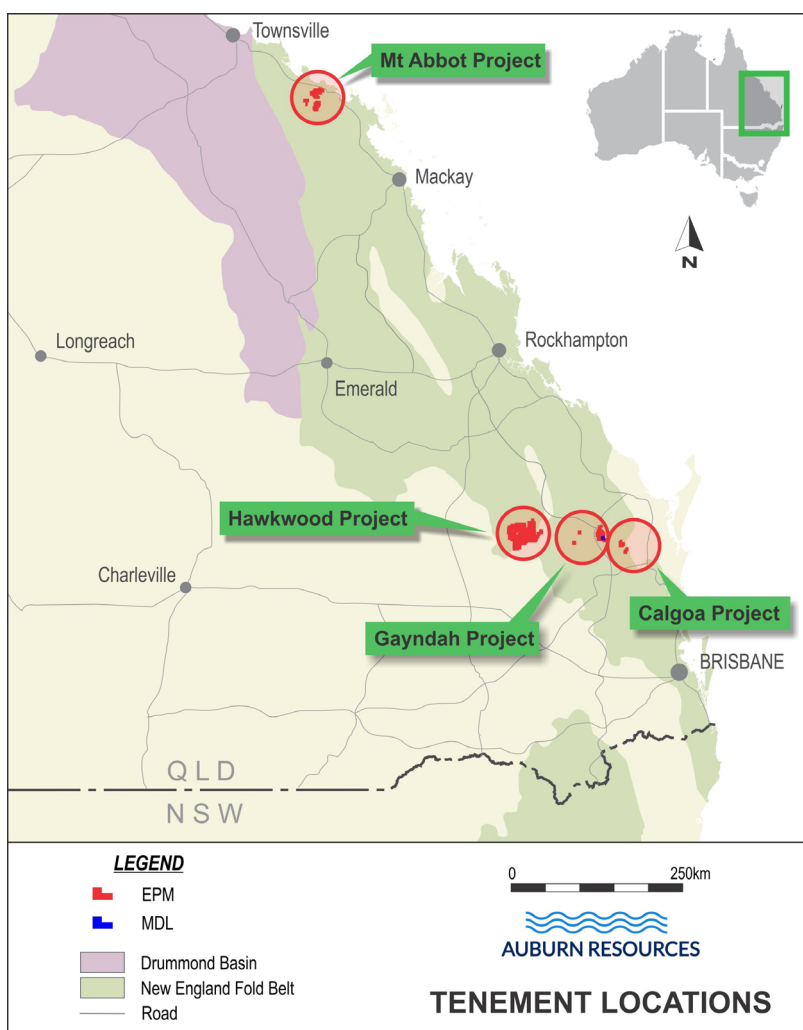 Townsville
Mt Abbot Project
Mackay
N
Longreach
Rockhampton
Emerald
Hawkwood Project
Charleville
Calgoa Project
Gayndah Project
BRISBANE
QLD
NSW
LEGEND
EPM
MDL
Drummond Basin
New England Fold Belt
Road
0 250km
AUBURN RESOURCES
TENEMENT LOCATIONS